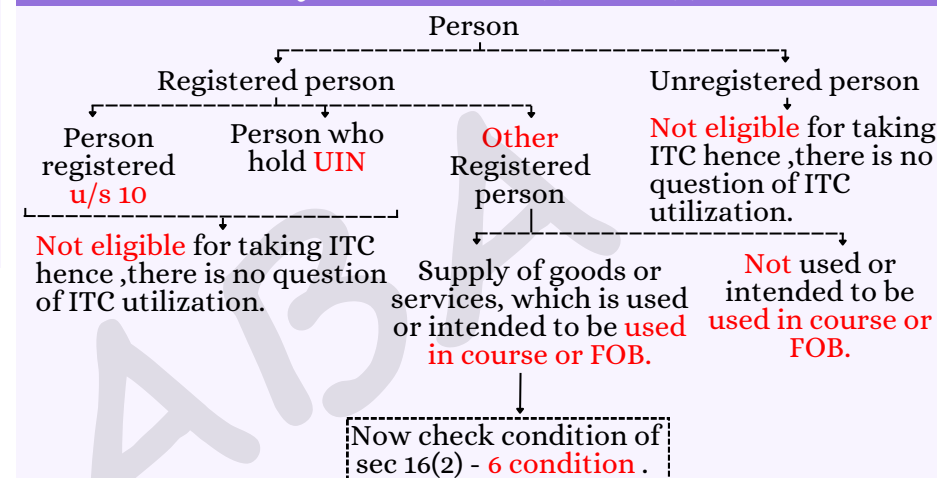 Person
Registered person
Unregistered person
Person
registered
u/s 10
Person who
hold UIN
Other
Registered
person
Not eligible for taking
ITC hence ,there is no
question of ITC
utilization.
Not eligible for taking ITC
hence ,there is no question
of ITC utilization.
Supply of goods or
services, which is used
or intended to be used
in course or FOB.
Not used or
intended to be
used in course or
FOB.
Now check condition of
sec 16(2) - 6 condition .
ABA